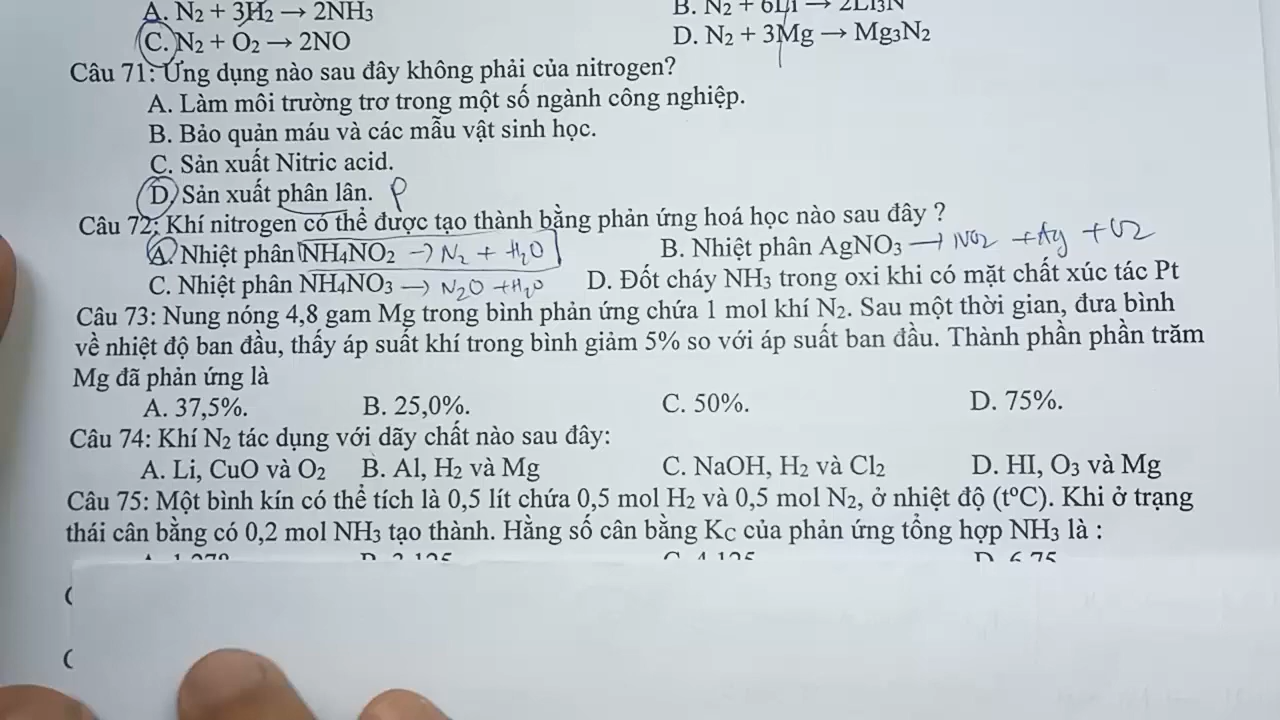 A. N₂ + 3H₂ → 2NH₃ B. N₂ + 6Li → 2Li₃N
C. N₂ + O₂ → 2NO D. N₂ + 3Mg → Mg₃N₂
Câu 71: Ứng dụng nào sau đây không phải của nitrogen?
A. Làm môi trường trơ trong một số ngành công nghiệp.
B. Bảo quản máu và các mẫu vật sinh học.
C. Sản xuất Nitric acid.
D. Sản xuất phân lân. P
Câu 72: Khí nitrogen có thể được tạo thành bằng phản ứng hoá học nào sau đây ?
A. Nhiệt phân NH₄NO₂ → N₂ + H₂O B. Nhiệt phân AgNO₃ → NO₂ + Ag + O2
C. Nhiệt phân NH₄NO₃ → N₂O + H₂O D. Đốt cháy NH₃ trong oxi khi có mặt chất xúc tác Pt
Câu 73: Nung nóng 4,8 gam Mg trong bình phản ứng chứa 1 mol khí N₂. Sau một thời gian, đưa bình
về nhiệt độ ban đầu, thấy áp suất khí trong bình giảm 5% so với áp suất ban đầu. Thành phần phần trăm
Mg đã phản ứng là
A. 37,5%. B. 25,0%. C. 50%. D. 75%.
Câu 74: Khí N₂ tác dụng với dãy chất nào sau đây:
A. Li, CuO và O₂ B. Al, H₂ và Mg C. NaOH, H₂ và Cl₂ D. HI, O₃ và Mg
Câu 75: Một bình kín có thể tích là 0,5 lít chứa 0,5 mol H₂ và 0,5 mol N₂, ở nhiệt độ (t°C). Khi ở trạng
thái cân bằng có 0,2 mol NH₃ tạo thành. Hằng số cân bằng K_C của phản ứng tổng hợp NH₃ là :